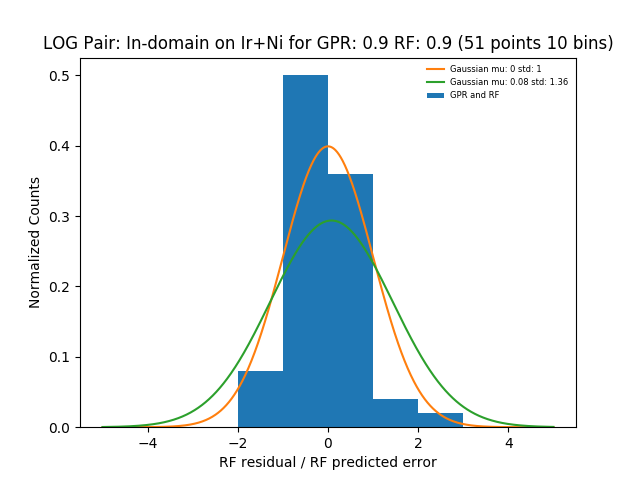 LOG Pair: In-domain on Ir+Ni for GPR: 0.9 RF: 0.9 (51 points 10 bins)
Gaussian mu: 0 std: 1
Gaussian mu: 0.08 std: 1.36
GPR and RF
Normalized Counts
0.5
0.4
0.3
0.2
0.1
0.0
−4
−2
0
2
4
RF residual / RF predicted error